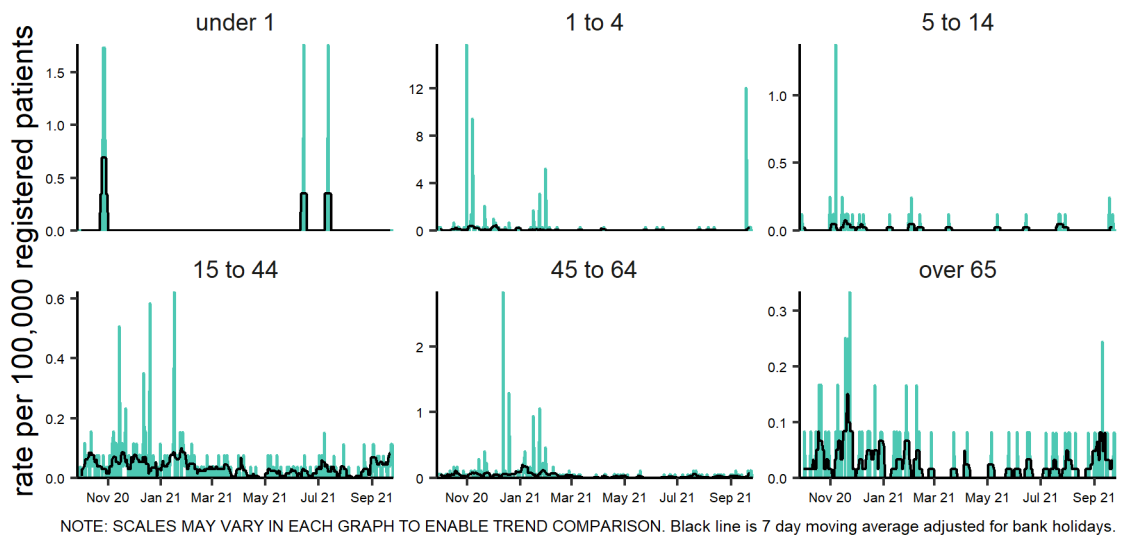 under 1
1 to 4
5 to 14
rate per 100,000 registered patients
1.5
1.0
0.5
0.0
12
8
4
0
1.0
0.5
0.0
15 to 44
45 to 64
over 65
0.6
0.4
0.2
0.0
2
1
0
0.3
0.2
0.1
0.0
Nov 20 Jan 21 Mar 21 May 21 Jul 21 Sep 21
Nov 20 Jan 21 Mar 21 May 21 Jul 21 Sep 21
Nov 20 Jan 21 Mar 21 May 21 Jul 21 Sep 21
NOTE: SCALES MAY VARY IN EACH GRAPH TO ENABLE TREND COMPARISON. Black line is 7 day moving average adjusted for bank holidays.